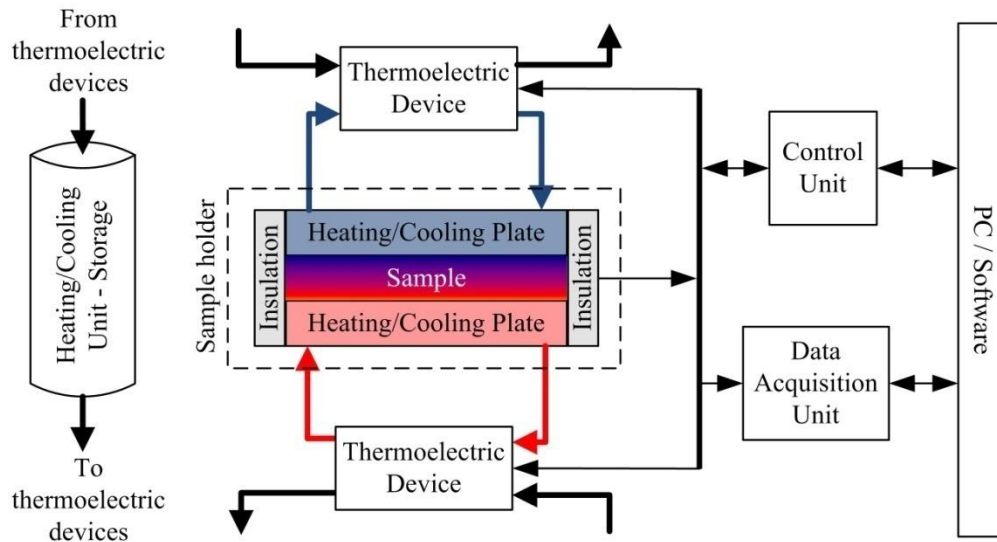 From
thermoelectric
devices
Heating/Cooling
Unit - Storage
To
thermoelectric
devices
Thermoelectric
Device
Sample holder
Insulation
Heating/Cooling Plate
Sample
Heating/Cooling Plate
Insulation
Thermoelectric
Device
Control
Unit
Data
Acquisition
Unit
PC / Software